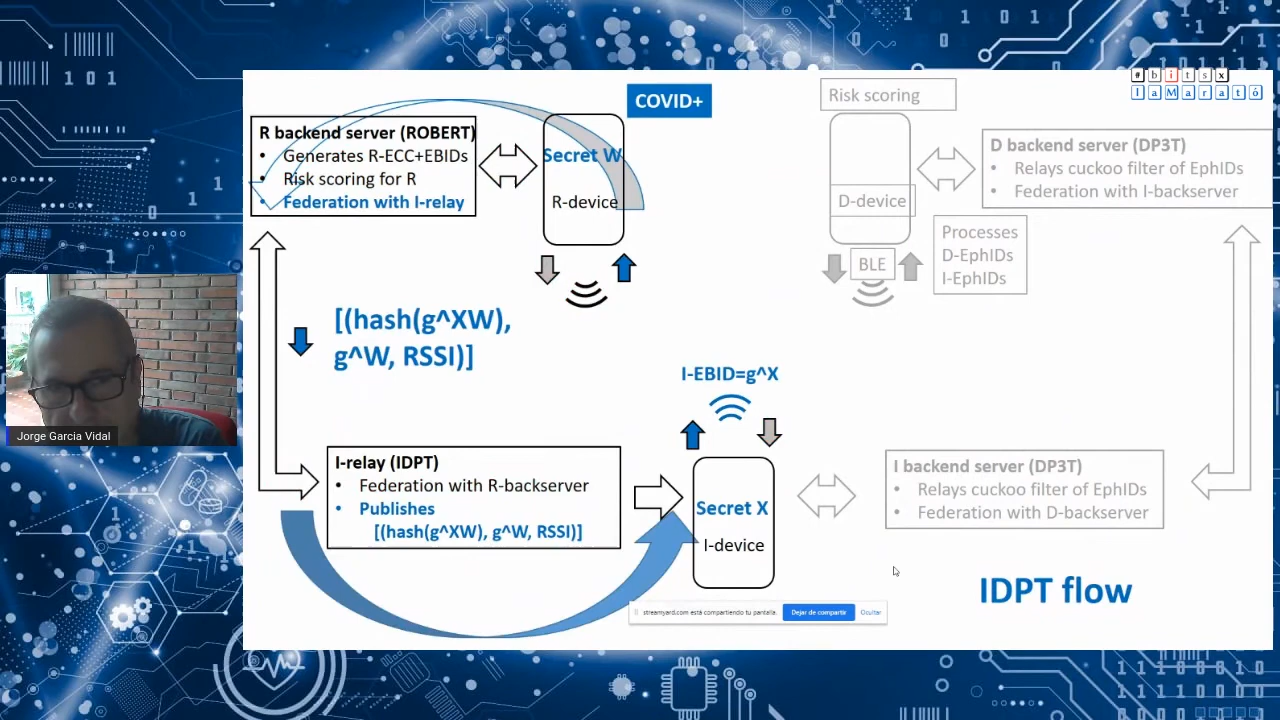 COVID+
# b i t s x
l a M a r a t ó
R backend server (ROBERT)
• Generates R-ECC+EBIDs
• Risk scoring for R
• Federation with I-relay
Secret W
R-device
Risk scoring
D-device
BLE
D backend server (DP3T)
• Relays cuckoo filter of EphIDs
• Federation with I-backserver
Processes
D-EphIDs
I-EphIDs
[(hash(g^XW),
g^W, RSSI)]
I-EBID=g^X
Jorge Garcia Vidal
I-relay (IDPT)
• Federation with R-backserver
• Publishes
[(hash(g^XW), g^W, RSSI)]
Secret X
I-device
I backend server (DP3T)
• Relays cuckoo filter of EphIDs
• Federation with D-backserver
IDPT flow
streamyard.com está compartiendo tu pantalla.
Dejar de compartir
Ocultar